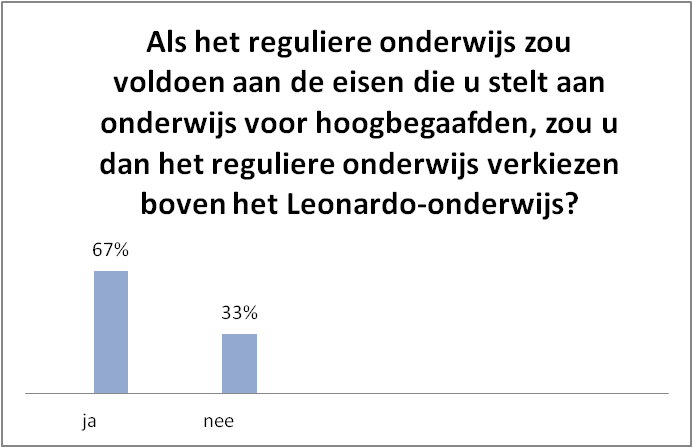 Als het reguliere onderwijs zou
voldoen aan de eisen die u stelt aan
onderwijs voor hoogbegaafden, zou u
dan het reguliere onderwijs verkiezen
boven het Leonardo-onderwijs?
67%
33%
ja
nee